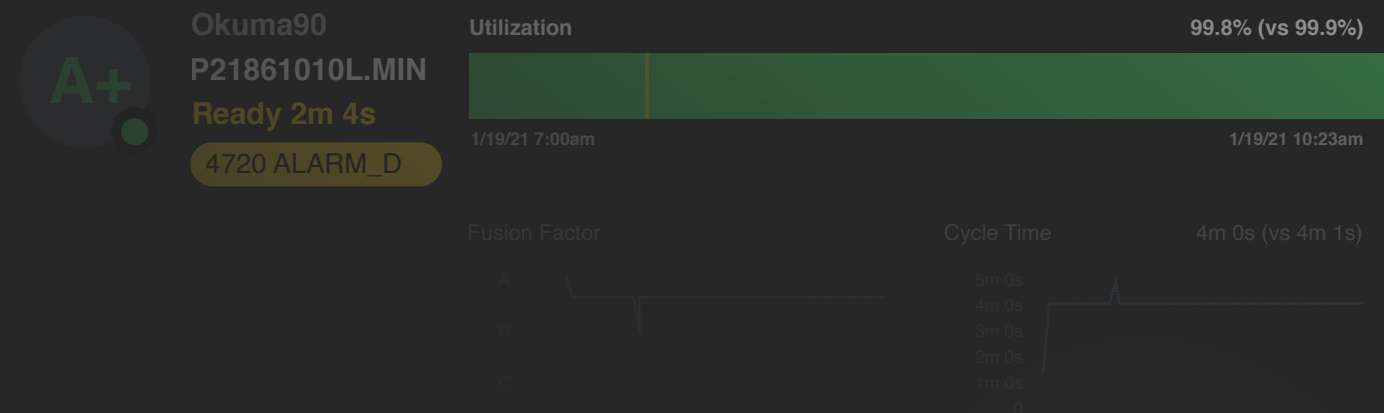 A+
Okuma90
P21861010L.MIN
Ready 2m 4s
4720 ALARM_D
Utilization
99.8% (vs 99.9%)
1/19/21 7:00am
1/19/21 10:23am
Fusion Factor
A
B
C
Cycle Time
4m 0s (vs 4m 1s)
5m 0s
4m 0s
3m 0s
2m 0s
1m 0s
0